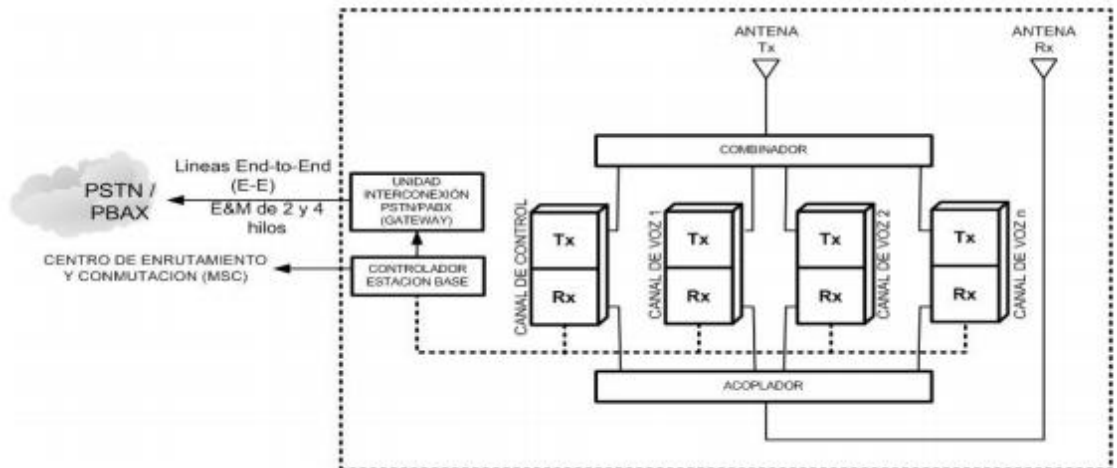 ANTENA
Tx
ANTENA
Rx
COMBINADOR
PSTN /
PBAX
Lineas End-to-End
(E-E)
E&M de 2 y 4
hilos
UNIDAD
INTERCONEXIÓN
PSTN/PABX
(GATEWAY)
CENTRO DE ENRUTAMIENTO
Y CONMUTACION (MSC)
CONTROLADOR
ESTACION BASE
CANAL DE CONTROL
Tx
Rx
CANAL DE VOZ 1
Tx
Rx
Tx
Rx
CANAL DE VOZ 2
Tx
Rx
CANAL DE VOZ n
ACOPLADOR